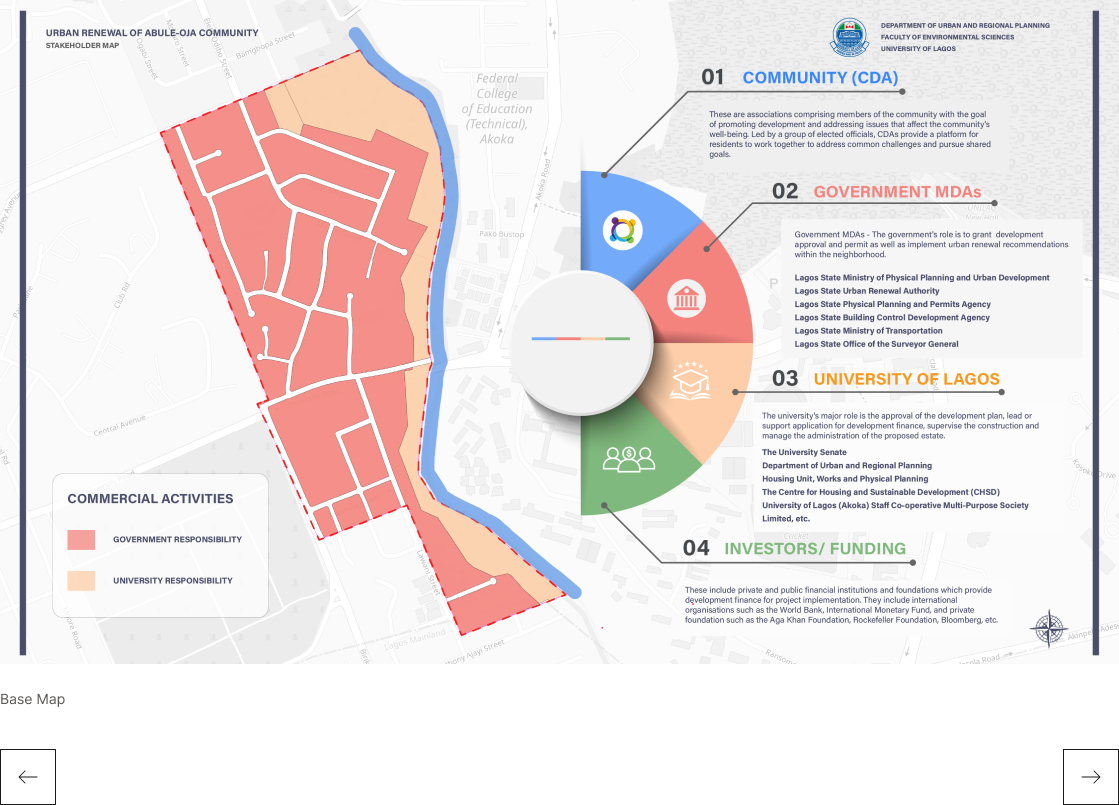 URBAN RENEWAL OF ABULE-OJA COMMUNITY
STAKEHOLDER MAP
DEPARTMENT OF URBAN AND REGIONAL PLANNING
FACULTY OF ENVIRONMENTAL SCIENCES
UNIVERSITY OF LAGOS
Bamgbopa Street
Federal
College
of Education
(Technical),
Akoka
Akoka Road
Pako Bustop
Club Rd
Central Avenue
01 COMMUNITY (CDA)
These are associations comprising members of the community with the goal
of promoting development and addressing issues that affect the community's
well-being. Led by a group of elected officials, CDAs provide a platform for
residents to work together to address common challenges and pursue shared
goals.
02 GOVERNMENT MDAs
Government MDAs - The government's role is to grant development
approval and permit as well as implement urban renewal recommendations
within the neighborhood.
Lagos State Ministry of Physical Planning and Urban Development
Lagos State Urban Renewal Authority
Lagos State Physical Planning and Permits Agency
Lagos State Building Control Development Agency
Lagos State Ministry of Transportation
Lagos State Office of the Surveyor General
P
03 UNIVERSITY OF LAGOS
The university's major role is the approval of the development plan, lead or
support application for development finance, supervise the construction and
manage the administration of the proposed estate.
The University Senate
Department of Urban and Regional Planning
Housing Unit, Works and Physical Planning
The Centre for Housing and Sustainable Development (CHSD)
University of Lagos (Akoka) Staff Co-operative Multi-Purpose Society
Limited, etc.
04 INVESTORS/ FUNDING
These include private and public financial institutions and foundations which provide
development finance for project implementation. They include international
organisations such as the World Bank, International Monetary Fund, and private
foundation such as the Aga Khan Foundation, Rockefeller Foundation, Bloomberg, etc.
COMMERCIAL ACTIVITIES
GOVERNMENT RESPONSIBILITY
UNIVERSITY RESPONSIBILITY
Lagos Mainland
Base Map